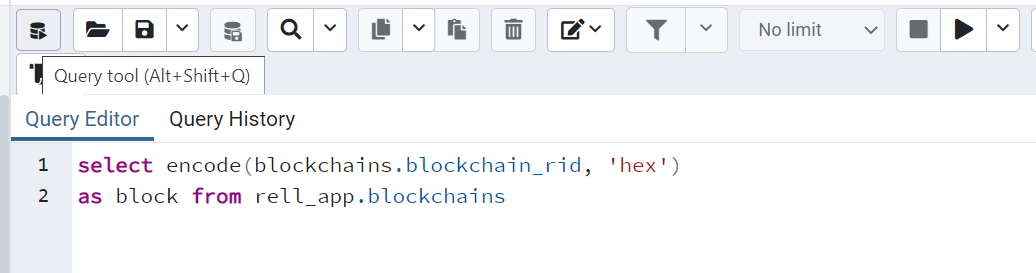 No limit
Query tool (Alt+Shift+Q)
Query Editor Query History
1 select encode(blockchains.blockchain_rid, 'hex')
2 as block from rell_app.blockchains